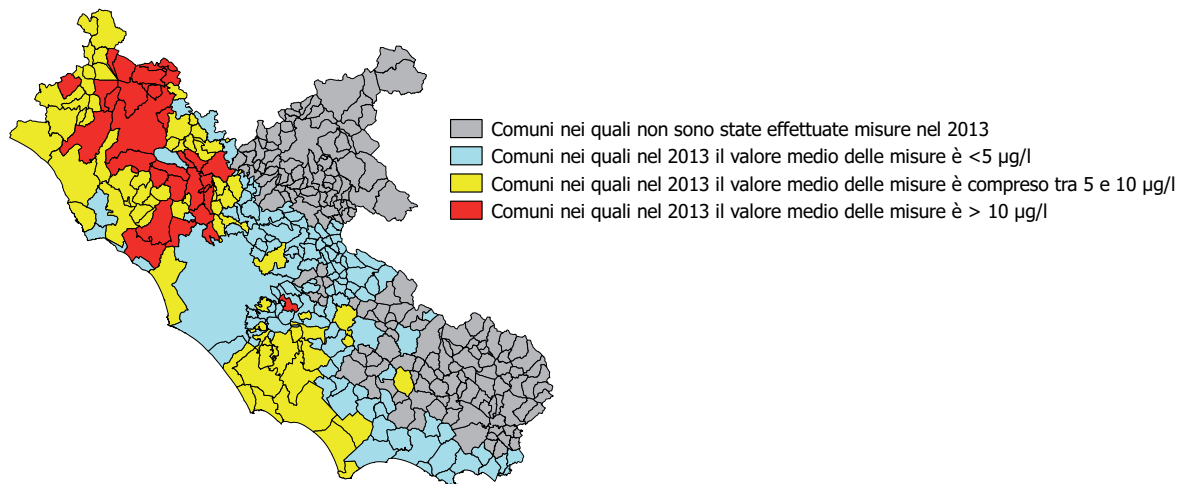 Comuni nei quali non sono state effettuate misure nel 2013
Comuni nei quali nel 2013 il valore medio delle misure è <5 µg/l
Comuni nei quali nel 2013 il valore medio delle misure è compreso tra 5 e 10 µg/l
Comuni nei quali nel 2013 il valore medio delle misure è > 10 µg/l